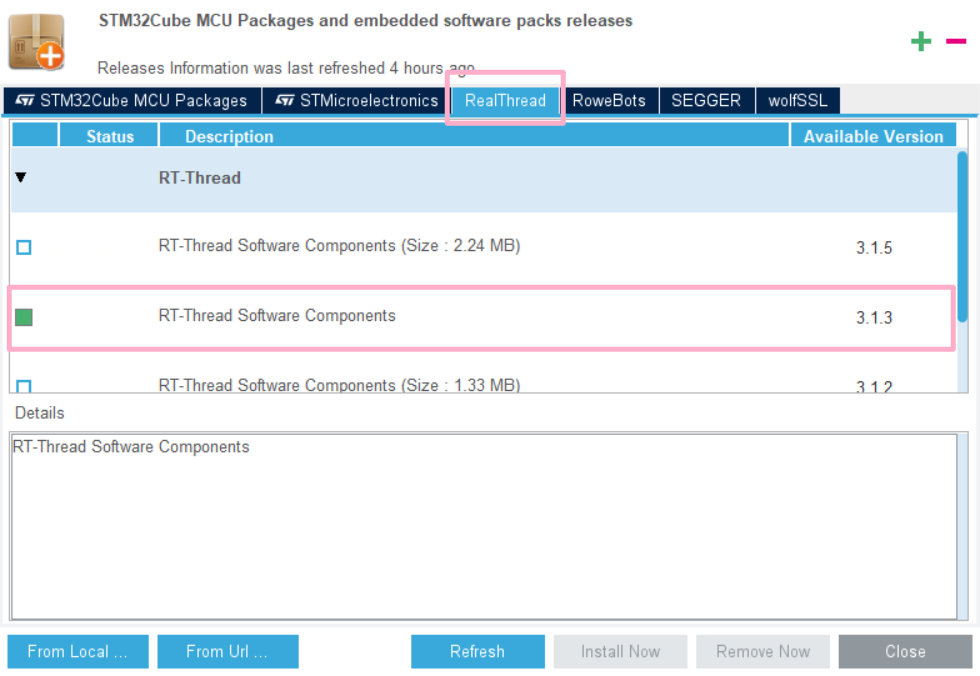 STM32Cube MCU Packages and embedded software packs releases
Releases Information was last refreshed 4 hours ago.
STM32Cube MCU Packages STMicroelectronics RealThread RoweBots SEGGER wolfSSL
Status Description Available Version
RT-Thread
RT-Thread Software Components (Size : 2.24 MB) 3.1.5
RT-Thread Software Components 3.1.3
RT-Thread Software Components (Size : 1.33 MB) 3.1.2
Details
RT-Thread Software Components
From Local ... From Url ... Refresh Install Now Remove Now Close